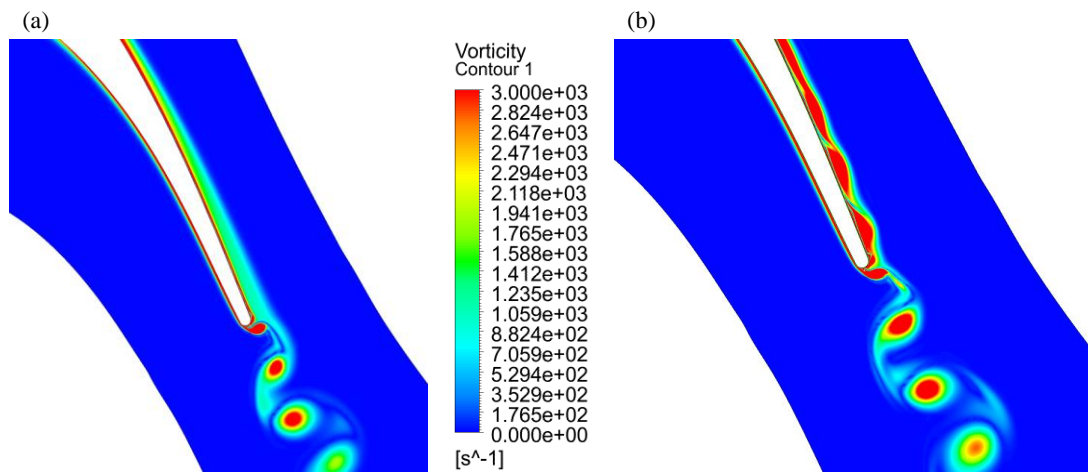 (a)
(b)
Vorticity
Contour 1
3.000e+03
2.824e+03
2.647e+03
2.471e+03
2.294e+03
2.118e+03
1.941e+03
1.765e+03
1.588e+03
1.412e+03
1.235e+03
1.059e+03
8.824e+02
7.059e+02
5.294e+02
3.529e+02
1.765e+02
0.000e+00
[s^-1]